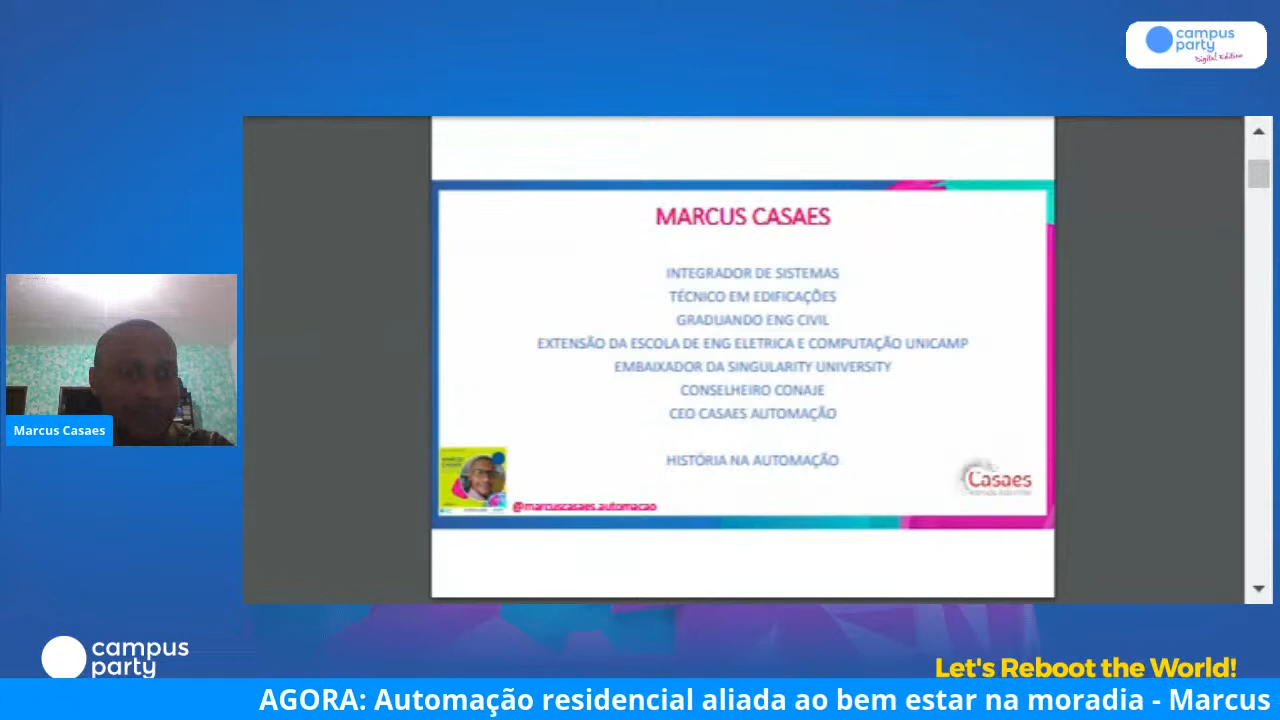 campus
party
Digital Edition
MARCUS CASAES
INTEGRADOR DE SISTEMAS
TÉCNICO EM EDIFICAÇÕES
GRADUANDO ENG CIVIL
EXTENSÃO DA ESCOLA DE ENG ELETRICA E COMPUTAÇÃO UNICAMP
EMBAIXADOR DA SINGULARITY UNIVERSITY
CONSELHEIRO CONAJE
CEO CASAES AUTOMAÇÃO
HISTÓRIA NA AUTOMAÇÃO
Casaes
@marcuscasaes.automacao
Marcus Casaes
campus
party
Let's Reboot the World!
AGORA: Automação residencial aliada ao bem estar na moradia - Marcus